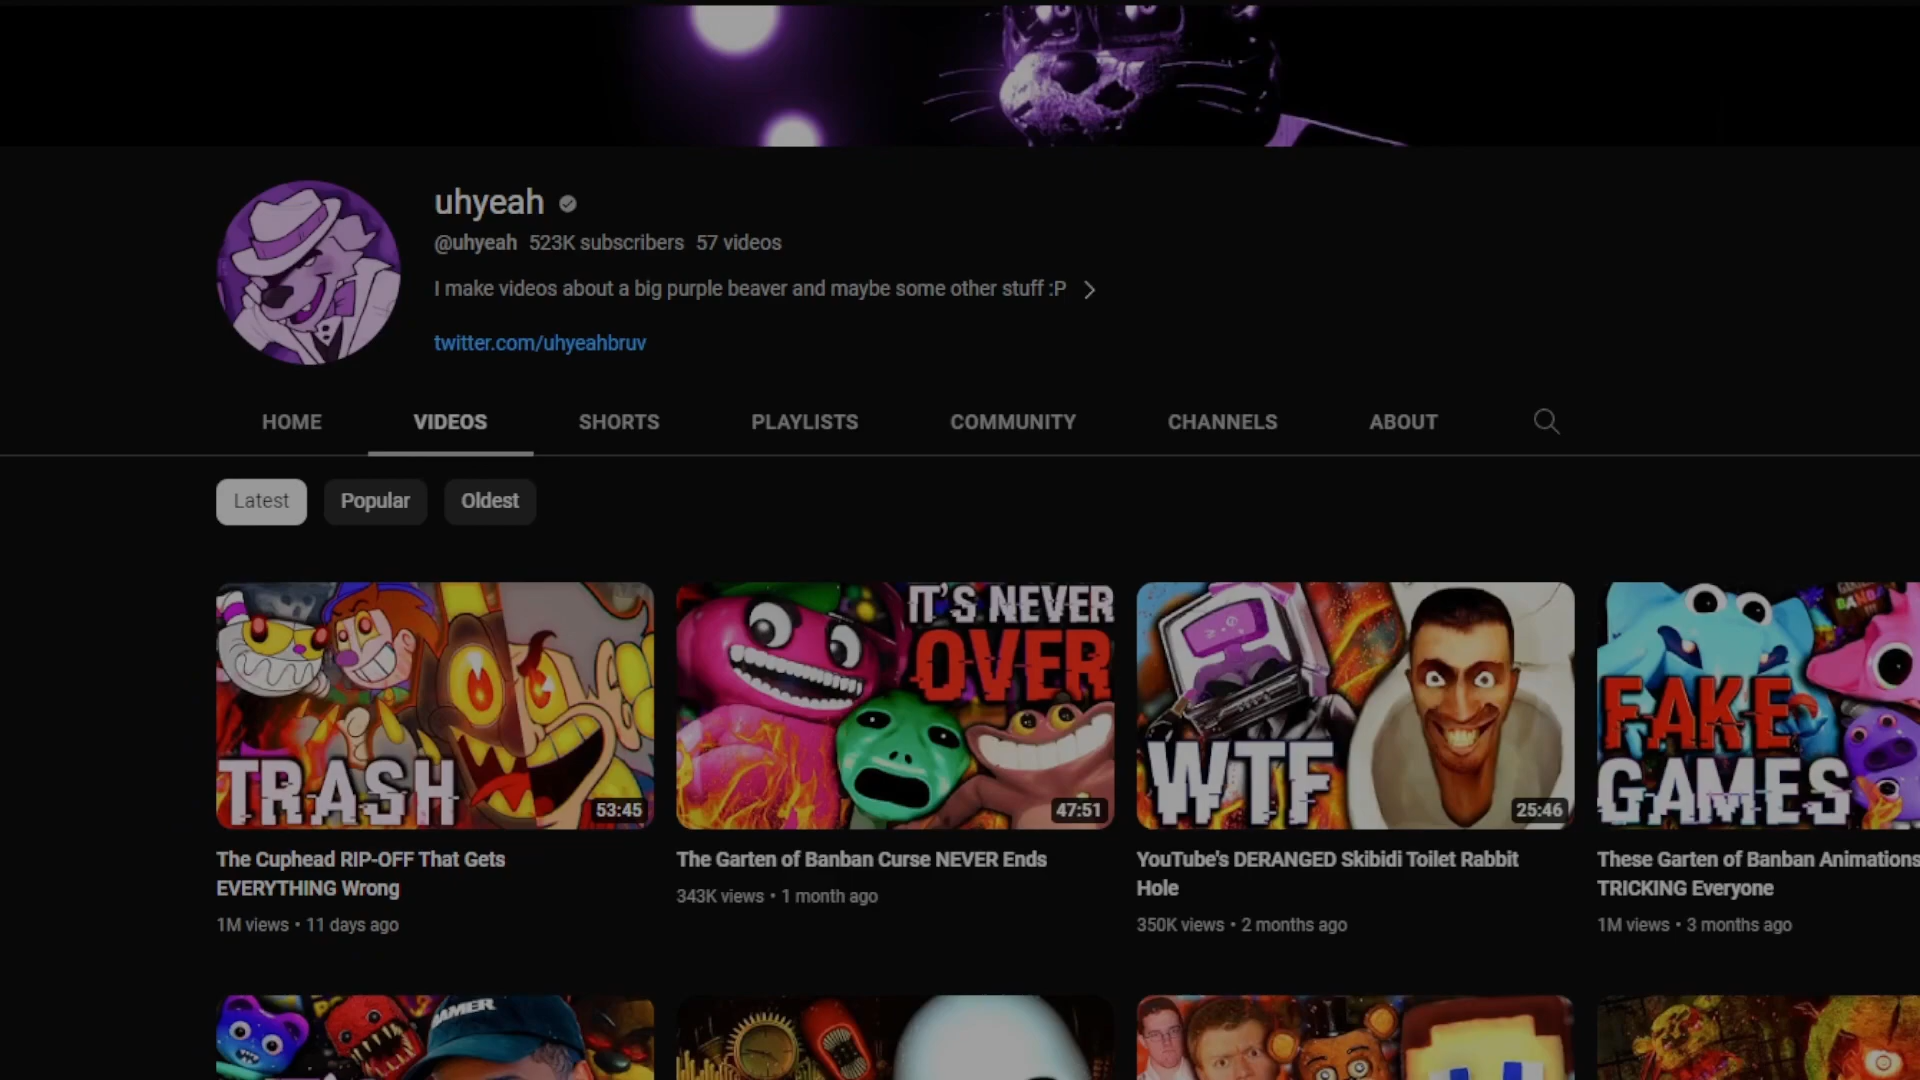 uhyeah
@uhyeah 523K subscribers 57 videos
I make videos about a big purple beaver and maybe some other stuff :P
twitter.com/uhyeahbruv
HOME VIDEOS SHORTS PLAYLISTS COMMUNITY CHANNELS ABOUT
Latest Popular Oldest
TRASH
53:45
IT'S NEVER
OVER
47:51
WTF
25:46
FAKE
GAMES
The Cuphead RIP-OFF That Gets
EVERYTHING Wrong
1M views • 11 days ago
The Garten of Banban Curse NEVER Ends
343K views • 1 month ago
YouTube's DERANGED Skibidi Toilet Rabbit
Hole
350K views • 2 months ago
These Garten of Banban Animations
TRICKING Everyone
1M views • 3 months ago